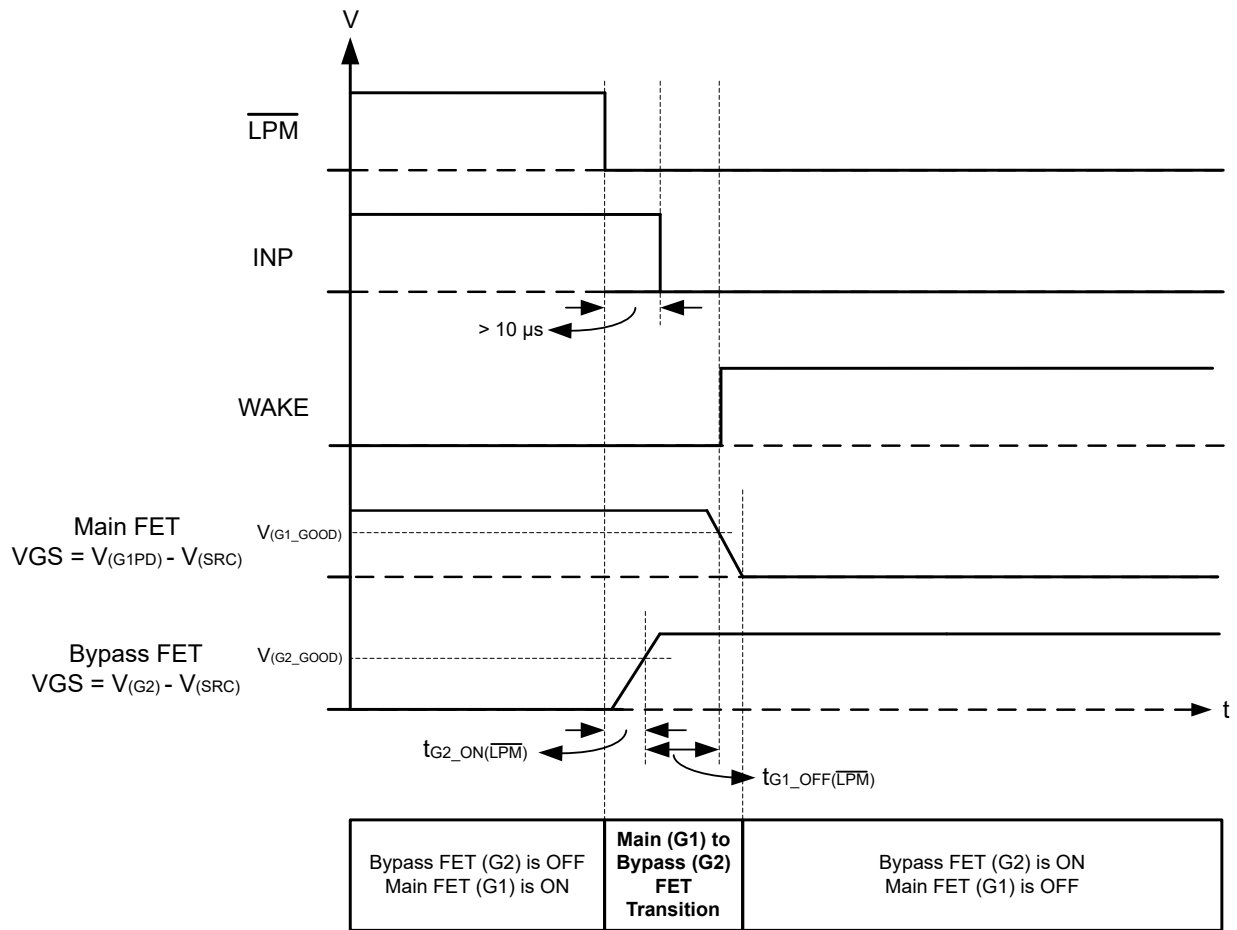 V
LPM
INP
> 10 µs
WAKE
Main FET
VGS = V(G1PD) - V(SRC)
V(G1_GOOD)
Bypass FET
VGS = V(G2) - V(SRC)
V(G2_GOOD)
t
tG2_ON(LPM)
tG1_OFF(LPM)
Bypass FET (G2) is OFF
Main FET (G1) is ON
Main (G1) to
Bypass (G2)
FET
Transition
Bypass FET (G2) is ON
Main FET (G1) is OFF